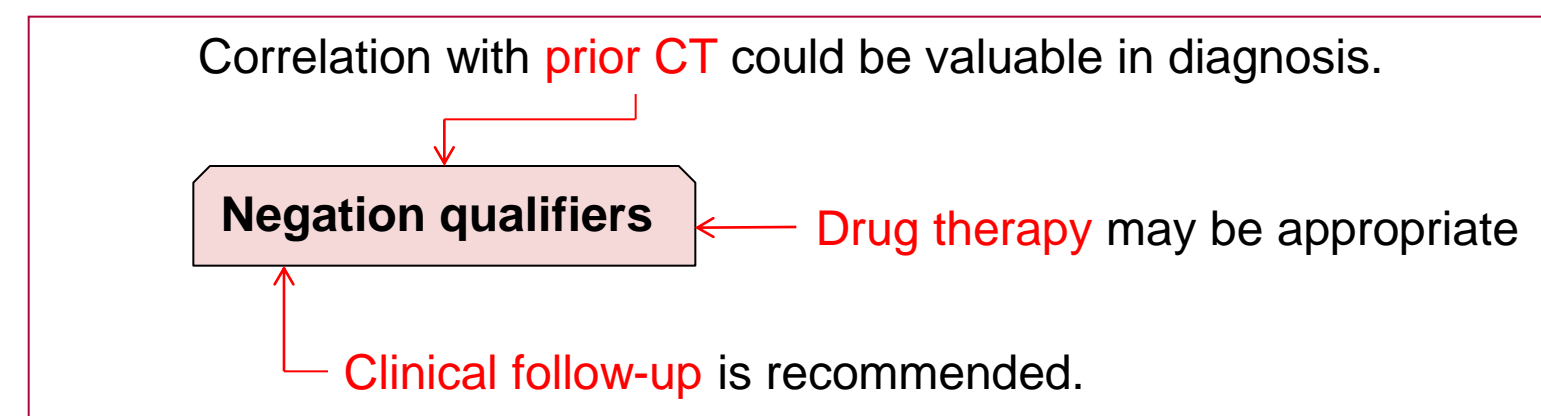 Correlation with prior CT could be valuable in diagnosis.
Negation qualifiers
Drug therapy may be appropriate
Clinical follow-up is recommended.